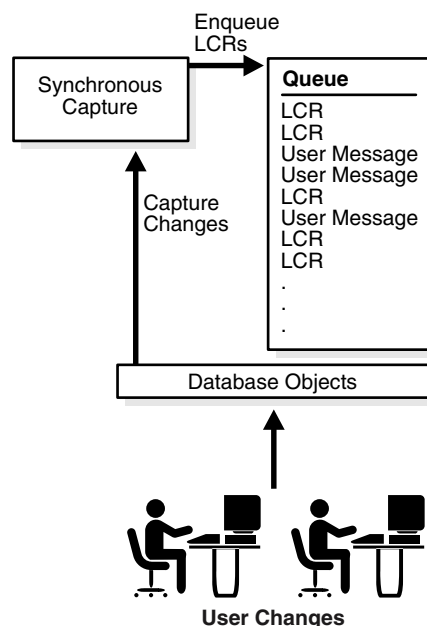 Enqueue
LCRs
Synchronous
Capture
Queue
LCR
LCR
User Message
User Message
LCR
User Message
LCR
LCR
.
.
.
Capture
Changes
Database Objects
User Changes